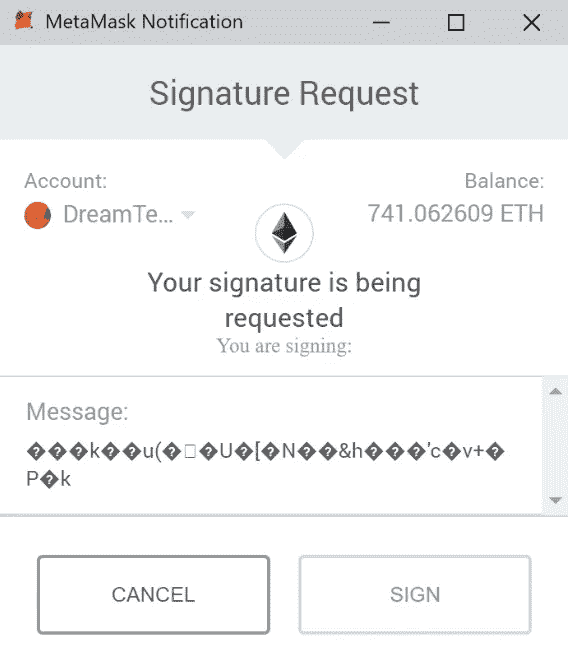 MetaMask Notification
Signature Request
Account:
Balance:
DreamTe...
741.062609 ETH
Your signature is being
requested
You are signing:
Message:
���k��u(�□�U�[�N��&h���'c�v+�
P�k
CANCEL
SIGN